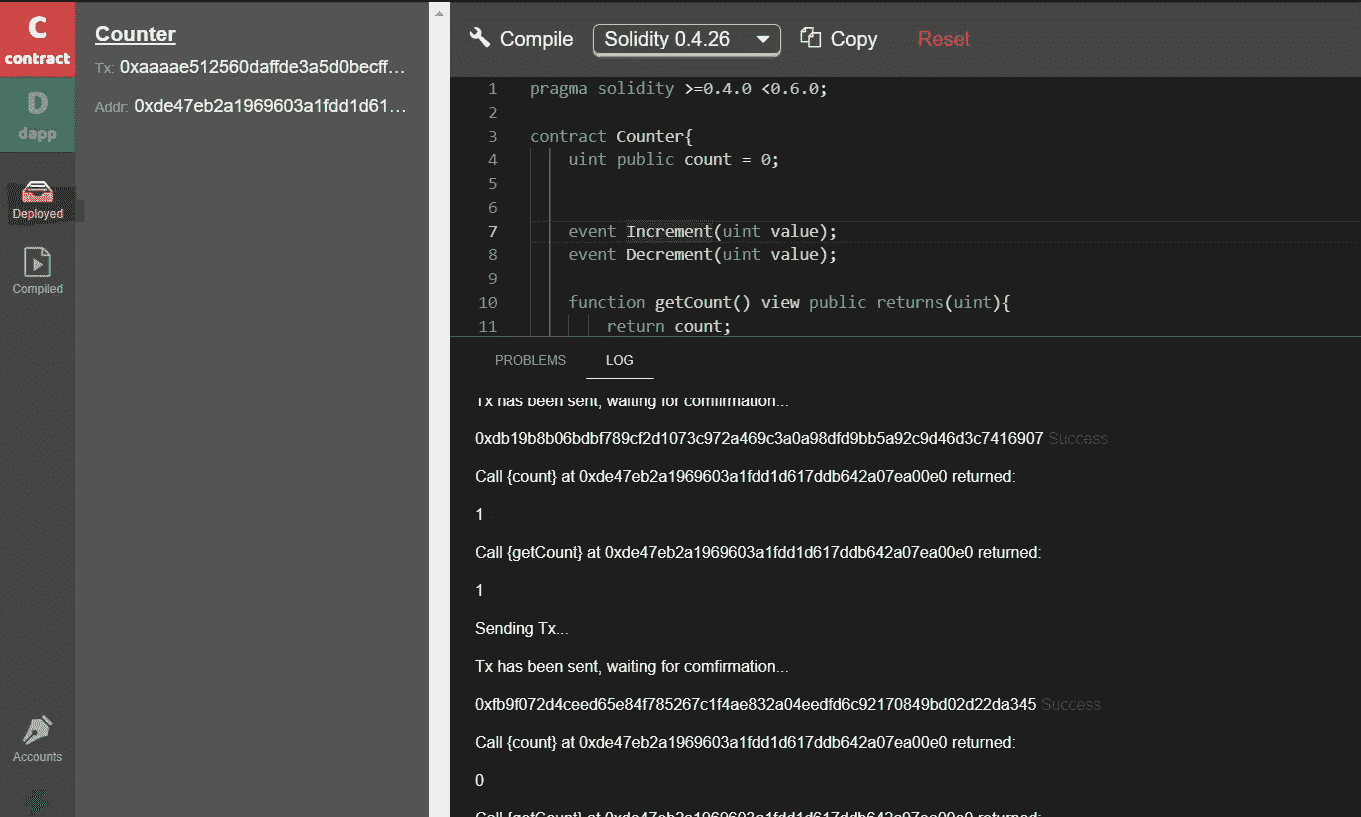 C
contract
D
dapp
Deployed
Compiled
Accounts
Counter
Tx: 0xaaaae512560daffde3a5d0becff...
Addr: 0xde47eb2a1969603a1fdd1d61...
Compile
Solidity 0.4.26
Copy
Reset
1 pragma solidity >=0.4.0 <0.6.0;
2
3 contract Counter{
4 uint public count = 0;
5
6
7 event Increment(uint value);
8 event Decrement(uint value);
9
10 function getCount() view public returns(uint){
11 return count;
PROBLEMS LOG
Tx has been sent, waiting for comfirmation...
0xdb19b8b06bdbf789cf2d1073c972a469c3a0a98dfd9bb5a92c9d46d3c7416907 Success
Call {count} at 0xde47eb2a1969603a1fdd1d617ddb642a07ea00e0 returned:
1
Call {getCount} at 0xde47eb2a1969603a1fdd1d617ddb642a07ea00e0 returned:
1
Sending Tx...
Tx has been sent, waiting for comfirmation...
0xfb9f072d4ceed65e84f785267c1f4ae832a04eedfd6c92170849bd02d22da345 Success
Call {count} at 0xde47eb2a1969603a1fdd1d617ddb642a07ea00e0 returned:
0
Call {getCount} at 0xde47eb2a1969603a1fdd1d617ddb642a07ea00e0 returned: